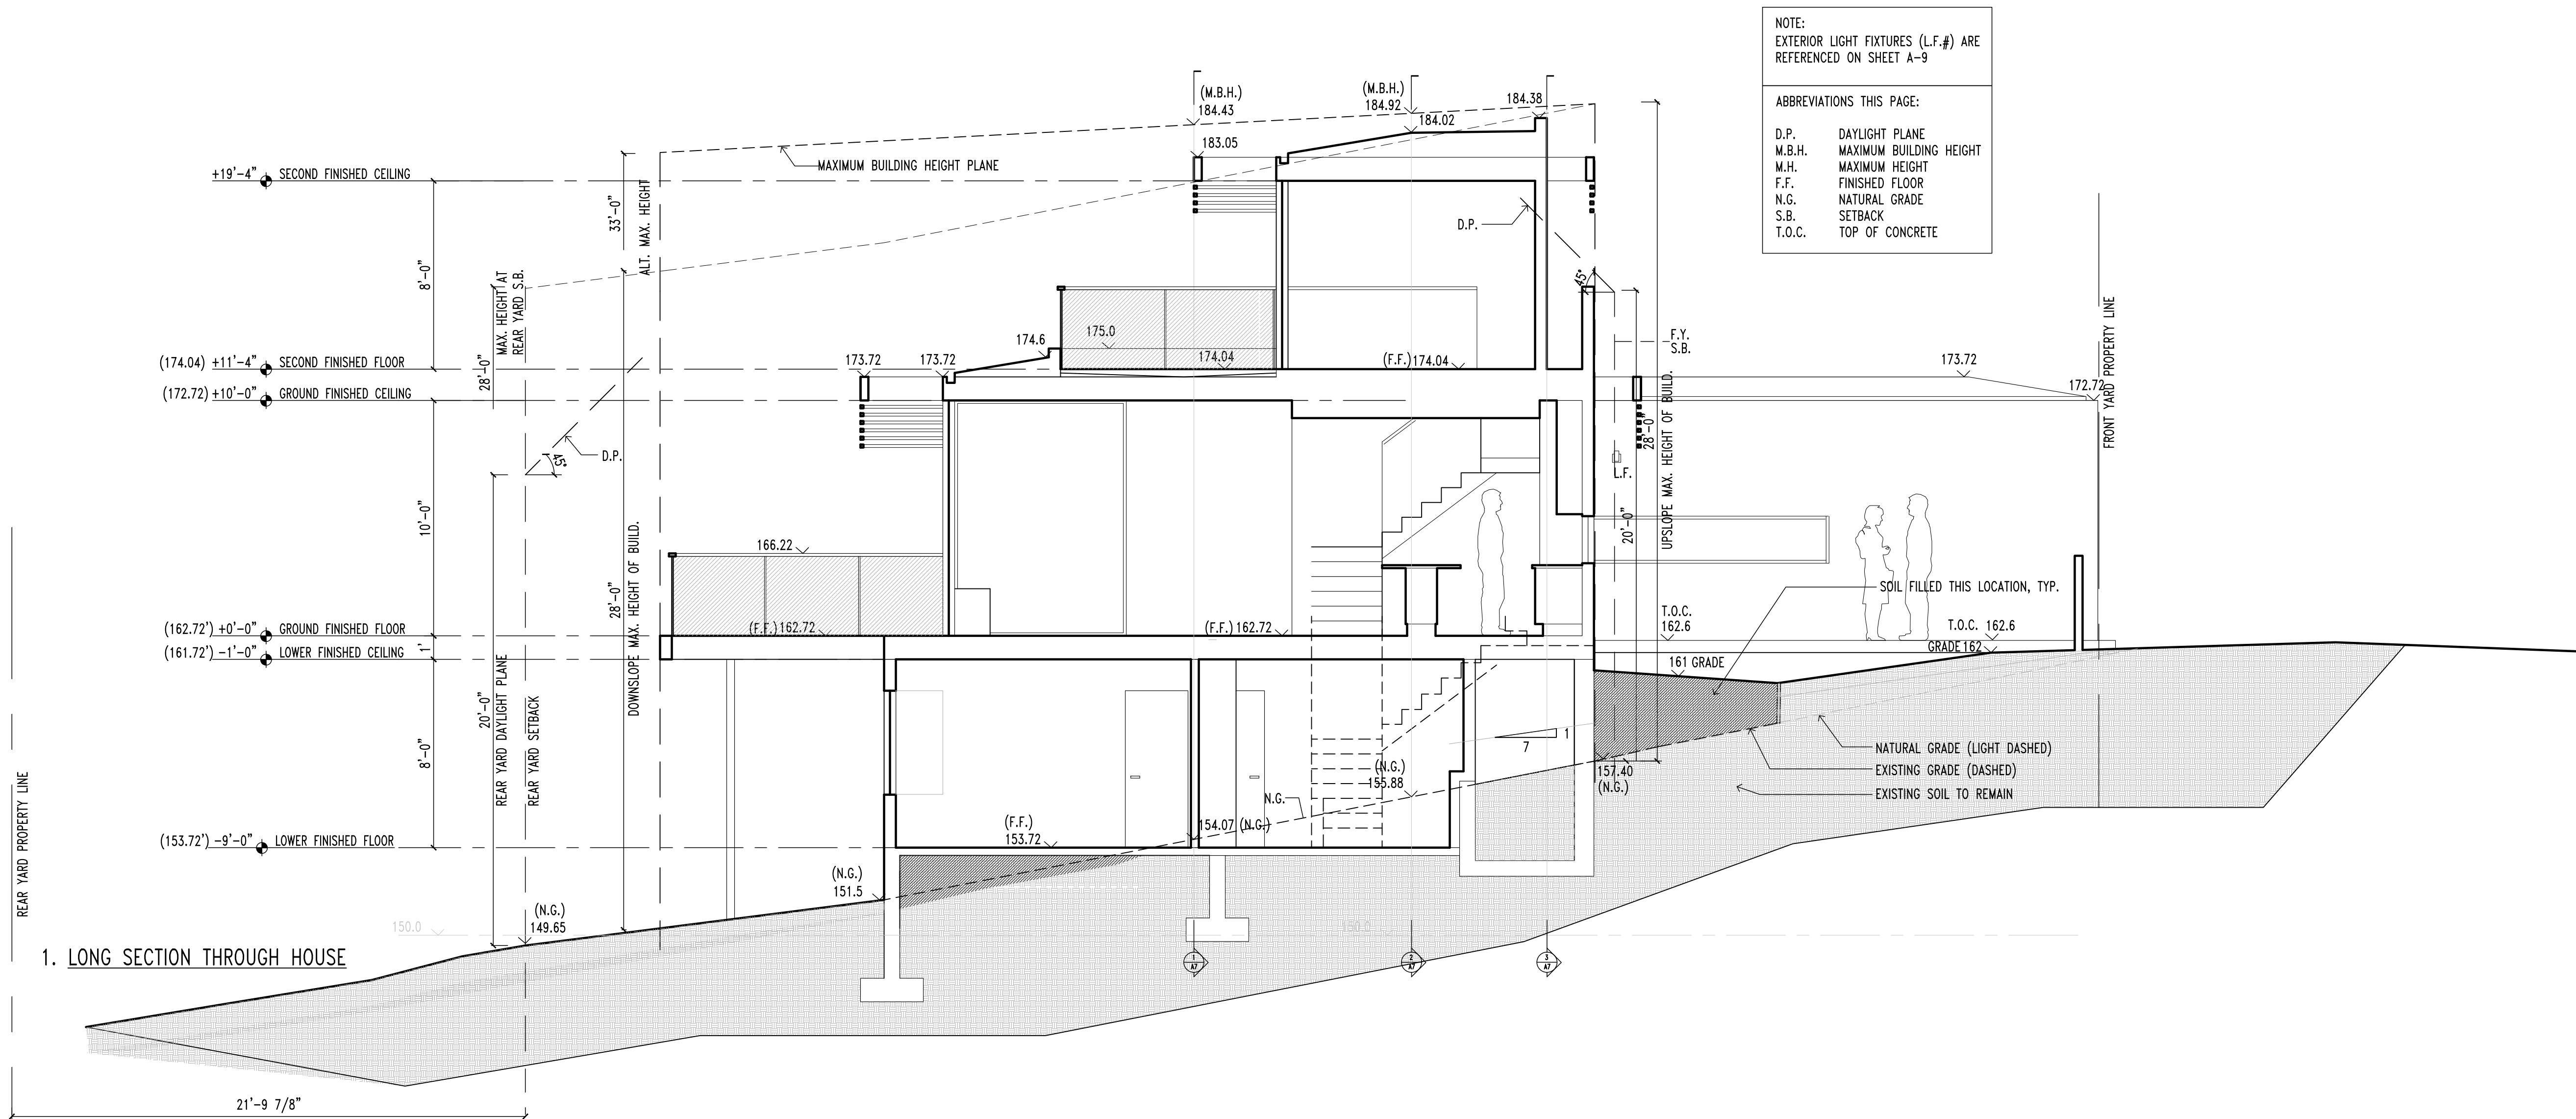 NOTE:
EXTERIOR LIGHT FIXTURES (L.F.#) ARE
REFERENCED ON SHEET A-9
ABBREVIATIONS THIS PAGE:
D.P. DAYLIGHT PLANE
M.B.H. MAXIMUM BUILDING HEIGHT
M.H. MAXIMUM HEIGHT
F.F. FINISHED FLOOR
N.G. NATURAL GRADE
S.B. SETBACK
T.O.C. TOP OF CONCRETE
(M.B.H.)
184.43
(M.B.H.)
184.92
184.38
184.02
183.05
MAXIMUM BUILDING HEIGHT PLANE
+19'-4" SECOND FINISHED CEILING
33'-0"
ALT. MAX. HEIGHT
8'-0"
MAX. HEIGHT AT
REAR YARD S.B.
28'-0"
D.P.
45°
F.Y.
S.B.
174.6
175.0
(174.04) +11'-4" SECOND FINISHED FLOOR
173.72
173.72
174.04
(F.F.) 174.04
173.72
172.72
(172.72) +10'-0" GROUND FINISHED CEILING
FRONT YARD PROPERTY LINE
28'-0"
UPSLOPE MAX. HEIGHT OF BUILD.
D.P.
45°
L.F.
10'-0"
20'-0"
166.22
28'-0"
DOWNSLOPE MAX. HEIGHT OF BUILD.
SOIL FILLED THIS LOCATION, TYP.
T.O.C.
162.6
T.O.C. 162.6
(162.72') +0'-0" GROUND FINISHED FLOOR
(F.F.) 162.72
(F.F.) 162.72
1'
GRADE 162
(161.72') -1'-0" LOWER FINISHED CEILING
161 GRADE
20'-0"
REAR YARD DAYLIGHT PLANE
REAR YARD SETBACK
8'-0"
1
7
NATURAL GRADE (LIGHT DASHED)
EXISTING GRADE (DASHED)
EXISTING SOIL TO REMAIN
157.40
(N.G.)
(N.G.)
155.88
N.G.
154.07 (N.G.)
(F.F.)
153.72
(153.72') -9'-0" LOWER FINISHED FLOOR
REAR YARD PROPERTY LINE
(N.G.)
151.5
(N.G.)
149.65
150.0
150.0
1. LONG SECTION THROUGH HOUSE
1
A7
2
A7
3
A7
21'-9 7/8"